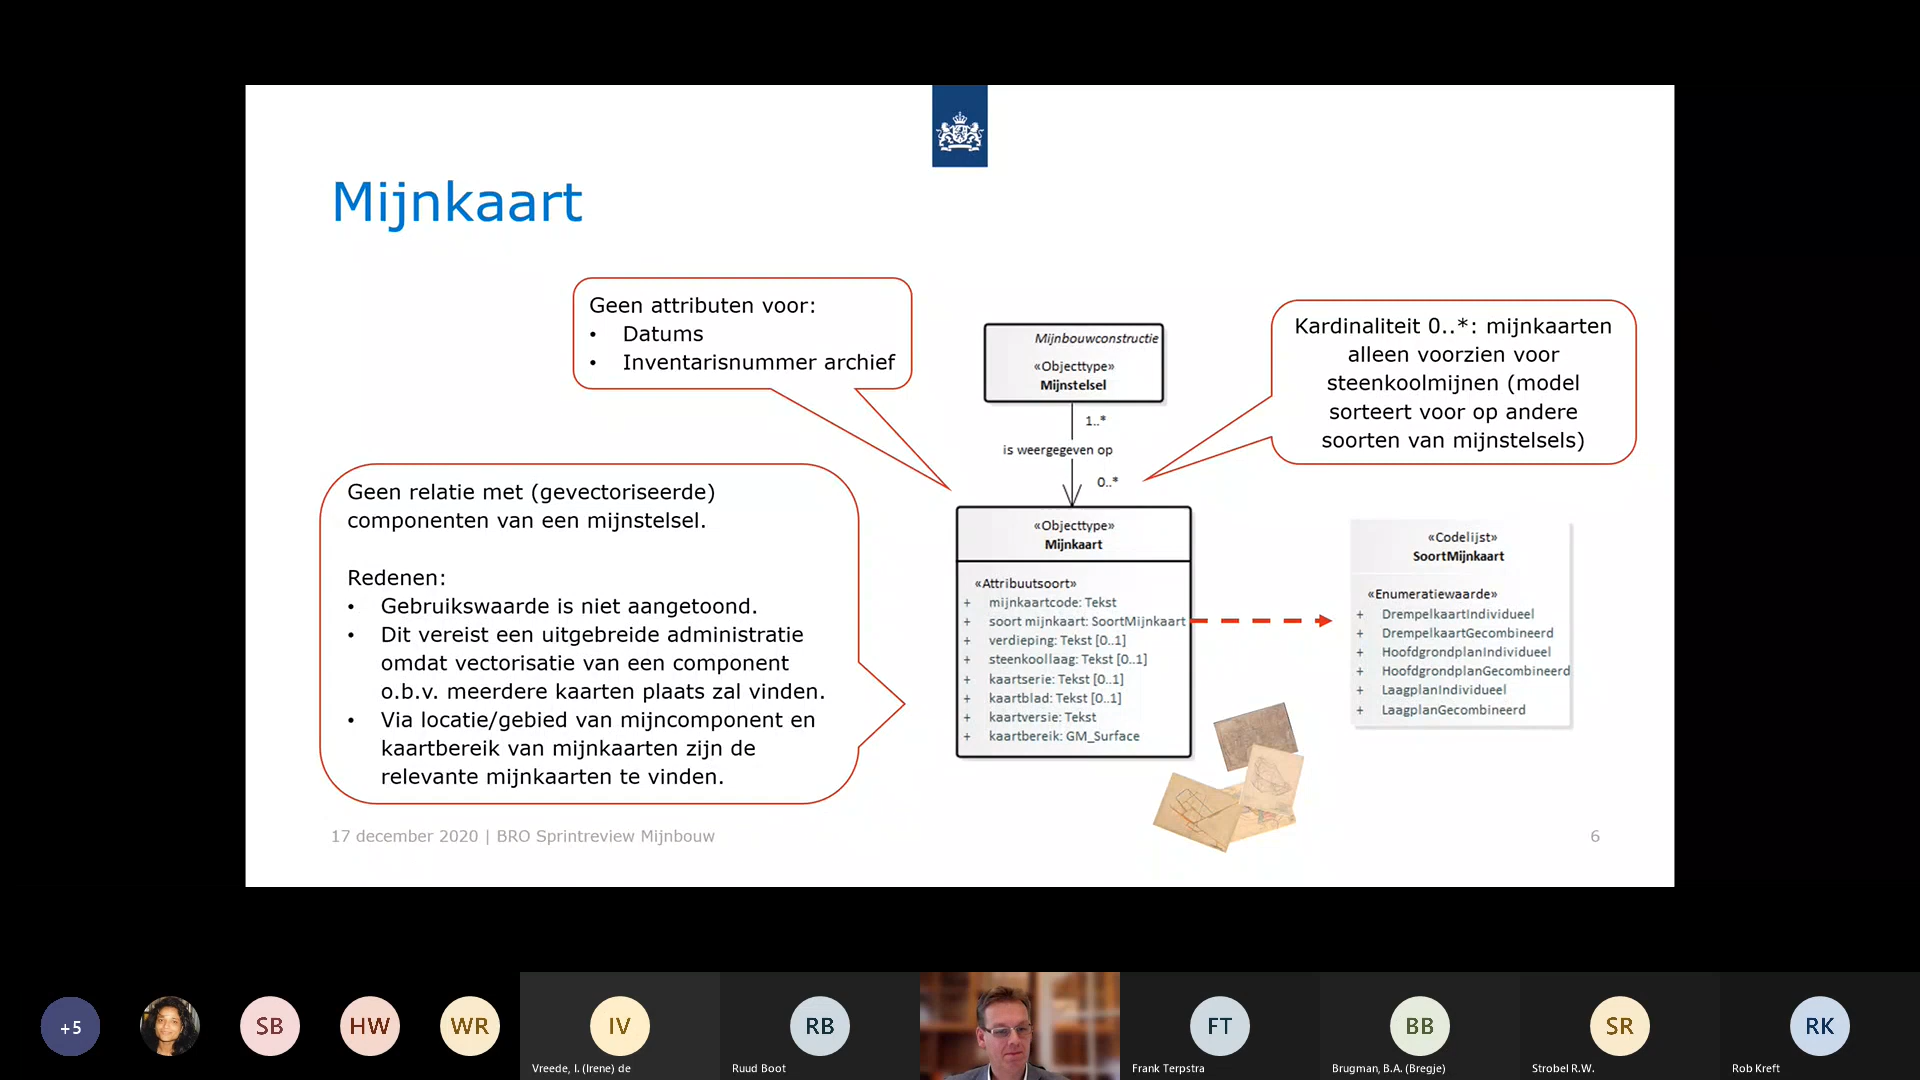 Mijnkaart
Geen attributen voor:
• Datums
• Inventarisnummer archief
Mijnbouwconstructie
«Objecttype»
Mijnstelsel
1..*
is weergegeven op
0..*
Kardinaliteit 0..*: mijnkaarten
alleen voorzien voor
steenkoolmijnen (model
sorteert voor op andere
soorten van mijnstelsels)
Geen relatie met (gevectoriseerde)
componenten van een mijnstelsel.
Redenen:
• Gebruikswaarde is niet aangetoond.
• Dit vereist een uitgebreide administratie
omdat vectorisatie van een component
o.b.v. meerdere kaarten plaats zal vinden.
• Via locatie/gebied van mijncomponent en
kaartbereik van mijnkaarten zijn de
relevante mijnkaarten te vinden.
«Objecttype»
Mijnkaart
«Attribuutsoort»
+ mijnkaartcode: Tekst
+ soort mijnkaart: SoortMijnkaart
+ verdieping: Tekst [0..1]
+ steenkoollaag: Tekst [0..1]
+ kaartserie: Tekst [0..1]
+ kaartblad: Tekst [0..1]
+ kaartversie: Tekst
+ kaartbereik: GM_Surface
«Codelijst»
SoortMijnkaart
«Enumeratiewaarde»
+ DrempelkaartIndividueel
+ DrempelkaartGecombineerd
+ HoofdgrondplanIndividueel
+ HoofdgrondplanGecombineerd
+ LaagplanIndividueel
+ LaagplanGecombineerd
17 december 2020 | BRO Sprintreview Mijnbouw
6
+5
SB
HW
WR
IV
Vreede, I. (Irene) de
RB
Ruud Boot
FT
Frank Terpstra
BB
Brugman, B.A. (Bregje)
SR
Strobel R.W.
RK
Rob Kreft